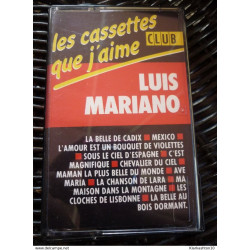 les cassettes
que j'aime CLUB
LUIS
MARIANO
LA BELLE DE CADIX ■ MEXICO ■
L'AMOUR EST UN BOUQUET DE VIOLETTES
■ SOUS LE CIEL D'ESPAGNE ■ C'EST
MAGNIFIQUE ■ CHEVALIER DU CIEL ■
MAMAN LA PLUS BELLE DU MONDE ■ AVE
MARIA ■ LA CHANSON DE LARA ■ MA
MAISON DANS LA MONTAGNE ■ LES
CLOCHES DE LISBONNE ■ LA BELLE AU
BOIS DORMANT.